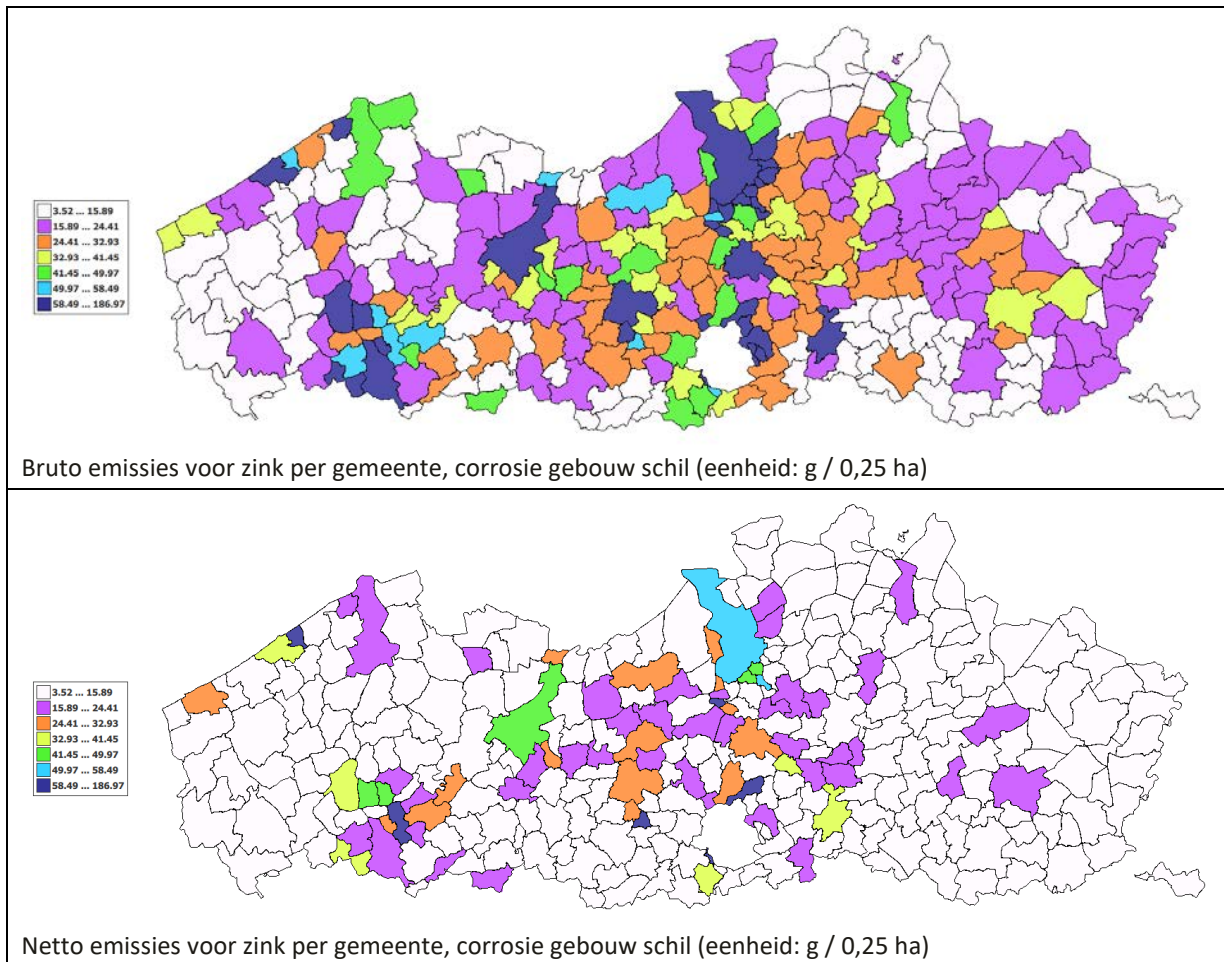 3.52 ... 15.89
15.89 ... 24.41
24.41 ... 32.93
32.93 ... 41.45
41.45 ... 49.97
49.97 ... 58.49
58.49 ... 186.97
Bruto emissies voor zink per gemeente, corrosie gebouw schil (eenheid: g / 0,25 ha)
3.52 ... 15.89
15.89 ... 24.41
24.41 ... 32.93
32.93 ... 41.45
41.45 ... 49.97
49.97 ... 58.49
58.49 ... 186.97
Netto emissies voor zink per gemeente, corrosie gebouw schil (eenheid: g / 0,25 ha)